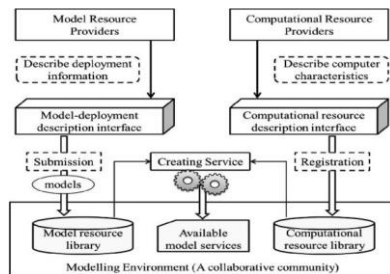 Model Resource
Providers
Computational Resource
Providers
Describe deployment
information
Describe computer
characteristics
Model-deployment
description interface
Computational resource
description interface
Submission
Creating Service
Registration
models
Model resource
library
Available
model services
Computational
resource library
Modelling Environment (A collaborative community)